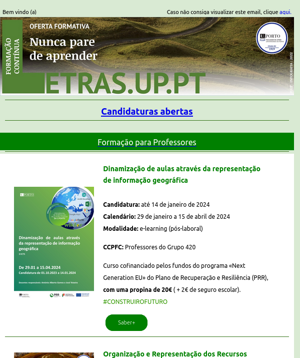 Bem vindo (a)
Caso não consiga visualizar este email, clique aqui.
FORMAÇÃO CONTÍNUA
OFERTA FORMATIVA
Nunca pare
de aprender
PORTO
ETRAS.UP.PT
Candidaturas abertas
Formação para Professores
Dinamização de aulas através da representação
de informação geográfica
Candidatura: até 14 de janeiro de 2024
Calendário: 29 de janeiro a 15 de abril de 2024
Modalidade: e-learning (pós-laboral)
CCPFC: Professores do Grupo 420
Curso cofinanciado pelos fundos do programa «Next
Generation EU» do Plano de Recuperação e Resiliência (PRR),
com uma propina de 20€ ( + 2€ de seguro escolar).
#CONSTRUIROFUTURO
Saber+
Dinamização de aulas através
da representação de informação
geográfica
De 29.01 a 15.04.2024
Organização e Representação dos Recursos